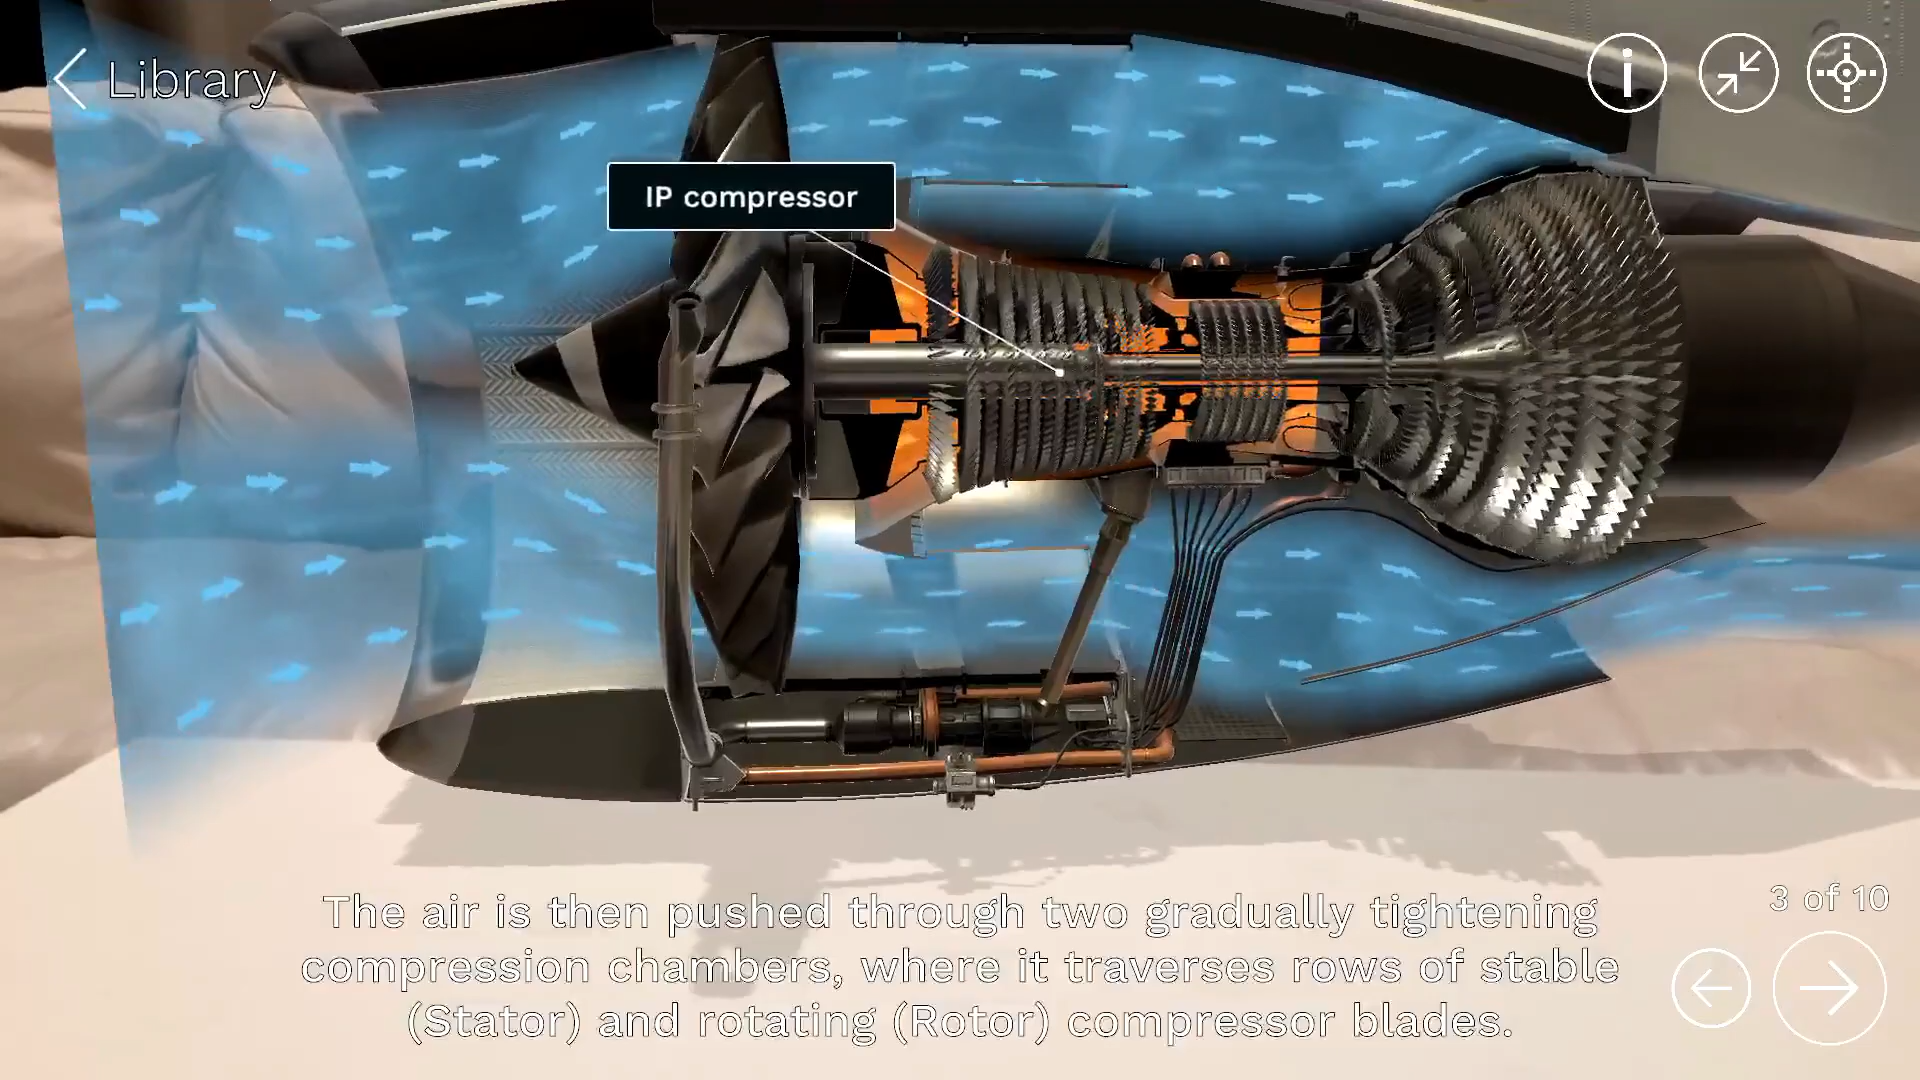 Library
IP compressor
The air is then pushed through two gradually tightening
compression chambers, where it traverses rows of stable
(Stator) and rotating (Rotor) compressor blades.
3 of 10